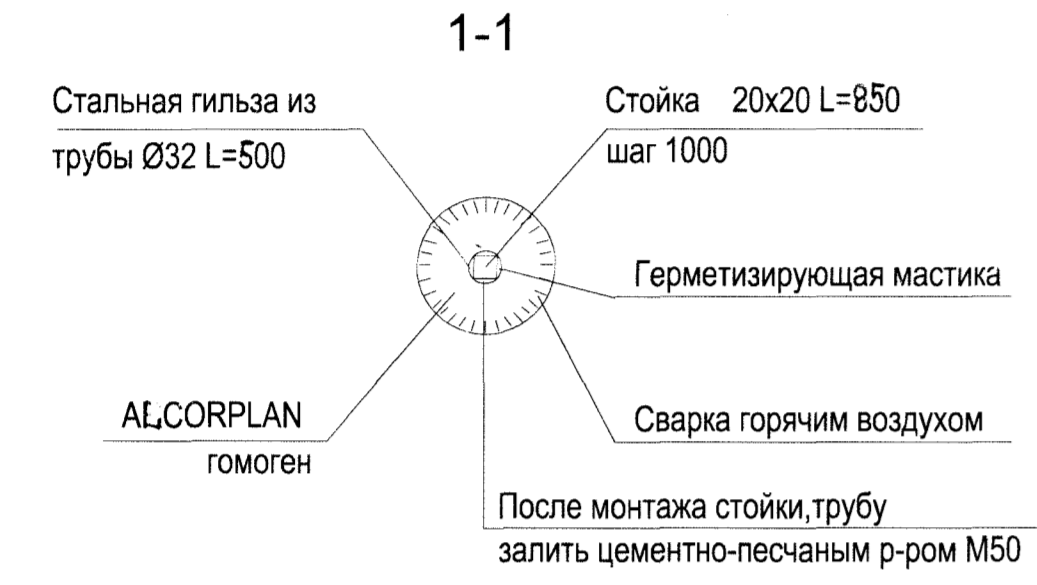 1-1
Стальная гильза из
трубы Ø32 L=500
Стойка 20x20 L=850
шаг 1000
Герметизирующая мастика
ALCORPLAN
гомоген
Сварка горячим воздухом
После монтажа стойки,трубу
залить цементно-песчаным р-ром М50